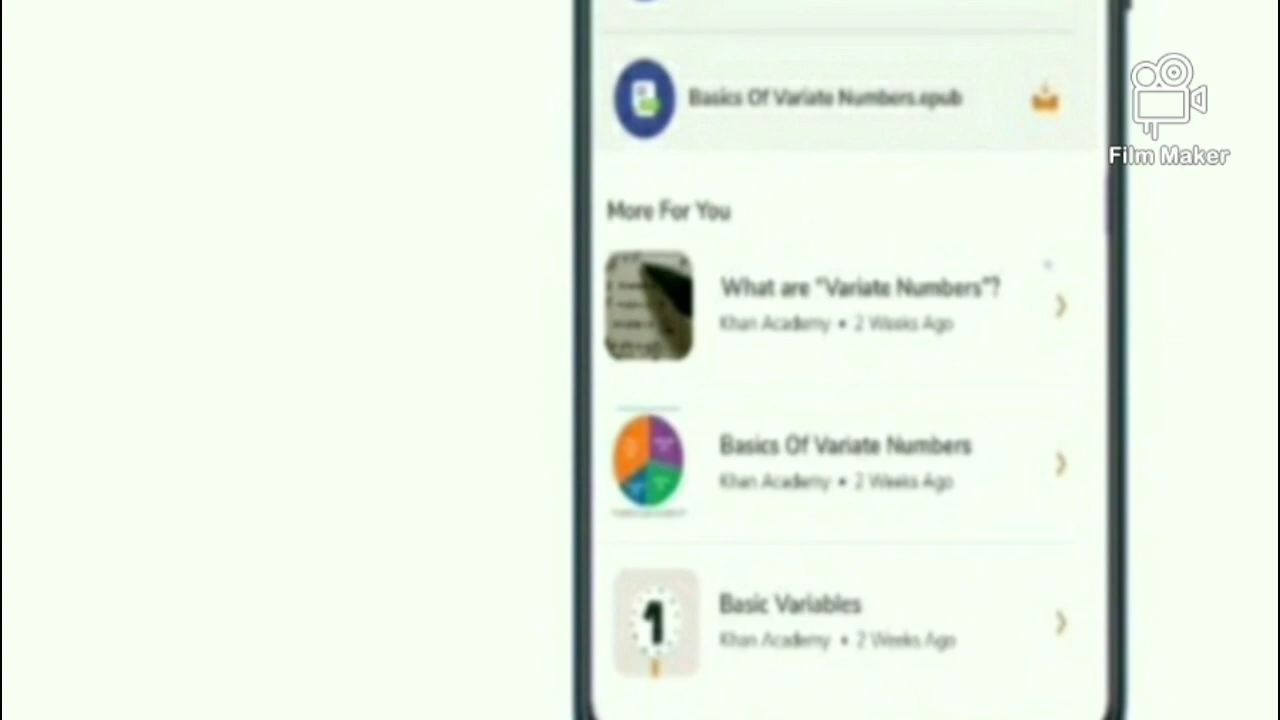 Basics Of Variate Numbers.epub
Film Maker
More For You
What are "Variate Numbers"?
Khan Academy • 2 Weeks Ago
Basics Of Variate Numbers
Khan Academy • 2 Weeks Ago
1
Basic Variables
Khan Academy • 2 Weeks Ago